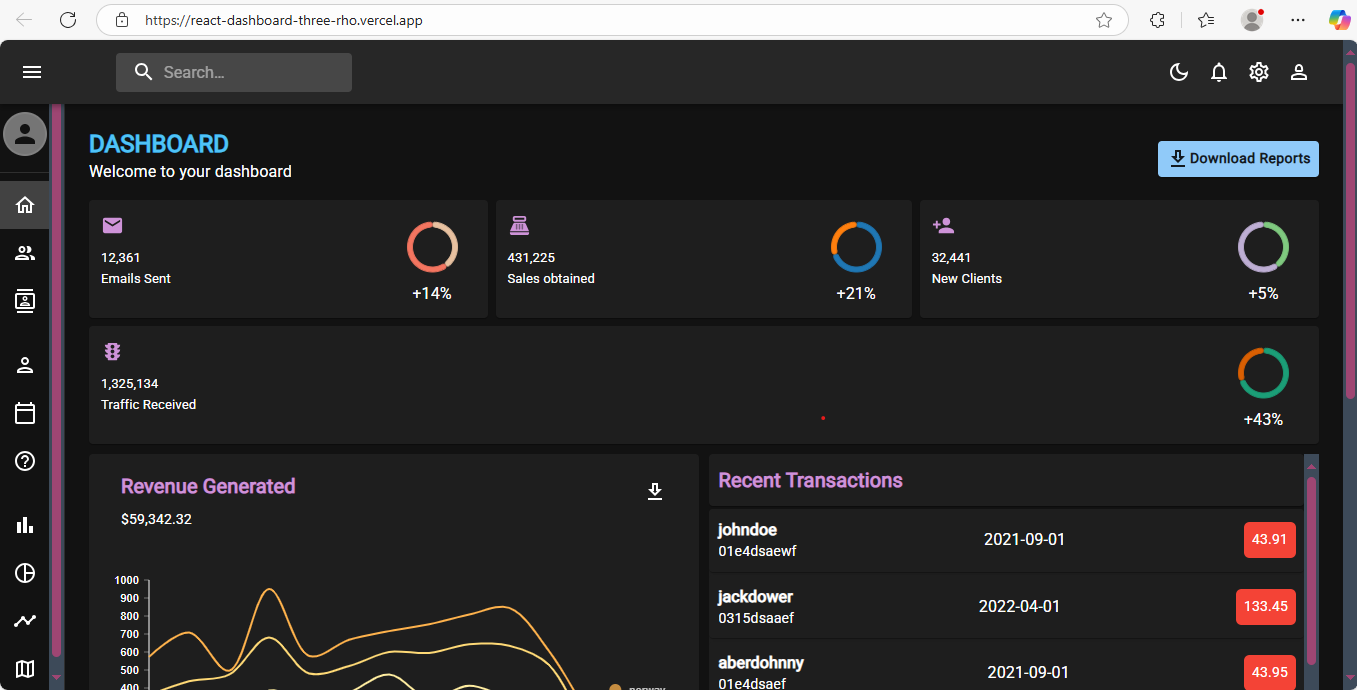 https://react-dashboard-three-rho.vercel.app
Search...
DASHBOARD
Welcome to your dashboard
Download Reports
12,361
Emails Sent
+14%
431,225
Sales obtained
+21%
32,441
New Clients
+5%
1,325,134
Traffic Received
+43%
Revenue Generated
$59,342.32
1000
900
800
700
600
500
400
norway
Recent Transactions
johndoe
01e4dsaewf
2021-09-01
43.91
jackdower
0315dsaaef
2022-04-01
133.45
aberdohnny
01e4dsaef
2021-09-01
43.95